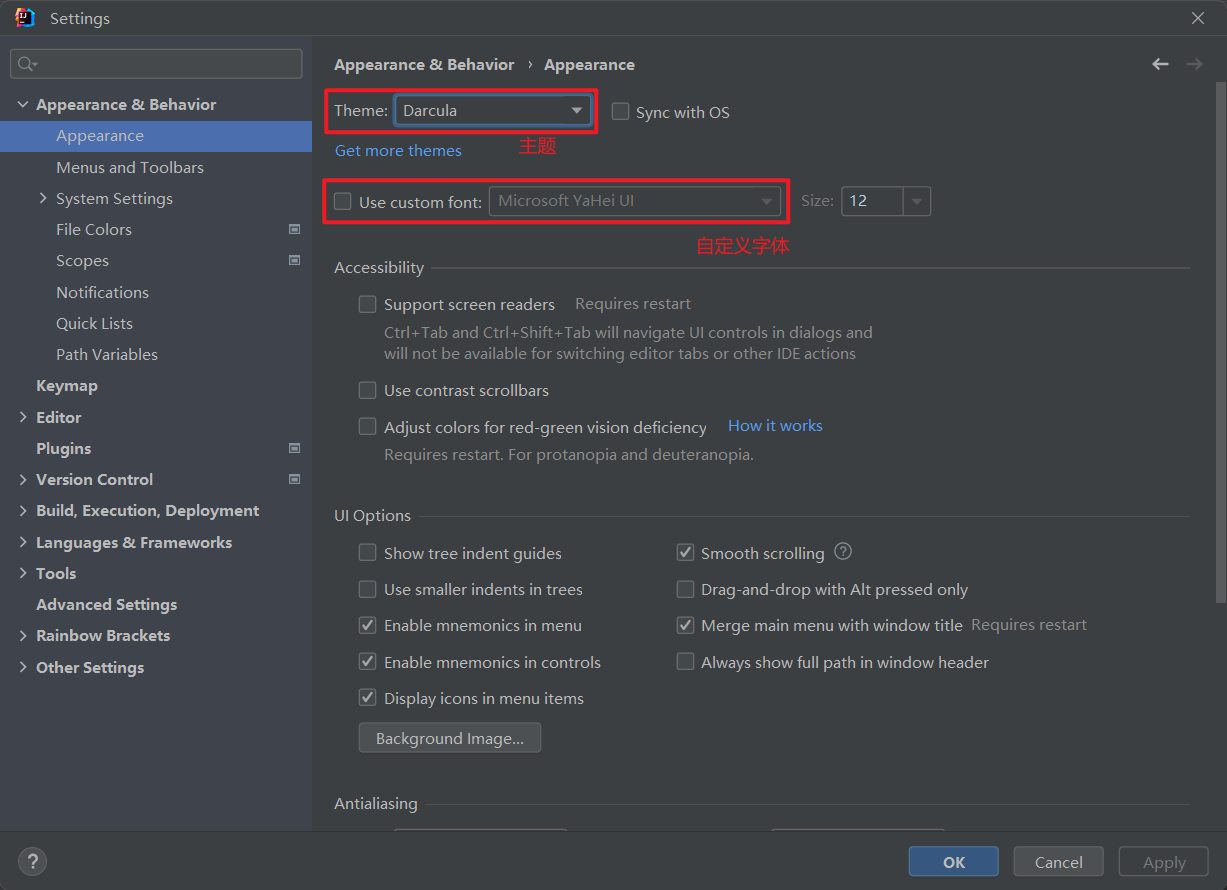 Settings
Appearance & Behavior
Appearance
Menus and Toolbars
System Settings
File Colors
Scopes
Notifications
Quick Lists
Path Variables
Keymap
Editor
Plugins
Version Control
Build, Execution, Deployment
Languages & Frameworks
Tools
Advanced Settings
Rainbow Brackets
Other Settings
Appearance & Behavior › Appearance
Theme: Darcula Sync with OS
Get more themes 主题
Use custom font: Microsoft YaHei UI Size: 12
自定义字体
Accessibility
Support screen readers Requires restart
Ctrl+Tab and Ctrl+Shift+Tab will navigate UI controls in dialogs and
will not be available for switching editor tabs or other IDE actions
Use contrast scrollbars
Adjust colors for red-green vision deficiency How it works
Requires restart. For protanopia and deuteranopia.
UI Options
Show tree indent guides Smooth scrolling ?
Use smaller indents in trees Drag-and-drop with Alt pressed only
Enable mnemonics in menu Merge main menu with window title Requires restart
Enable mnemonics in controls Always show full path in window header
Display icons in menu items
Background Image...
Antialiasing
? OK Cancel Apply